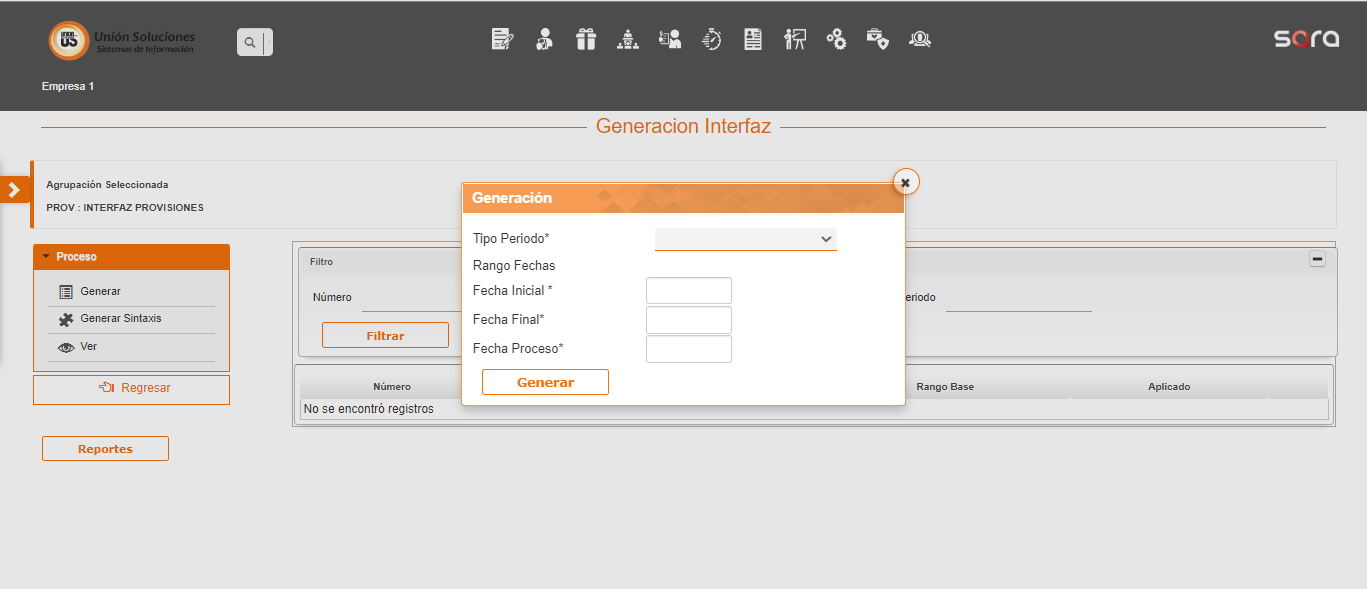 UNION
US
Unión Soluciones
Sistemas de Información
sora
Empresa 1
Generacion Interfaz
Agrupación Seleccionada
PROV : INTERFAZ PROVISIONES
Proceso
Generar
Generar Sintaxis
Ver
Regresar
Reportes
Filtro
Número
eriodo
Filtrar
Número
Rango Base
Aplicado
No se encontró registros
Generación
Tipo Periodo*
Rango Fechas
Fecha Inicial *
Fecha Final*
Fecha Proceso*
Generar